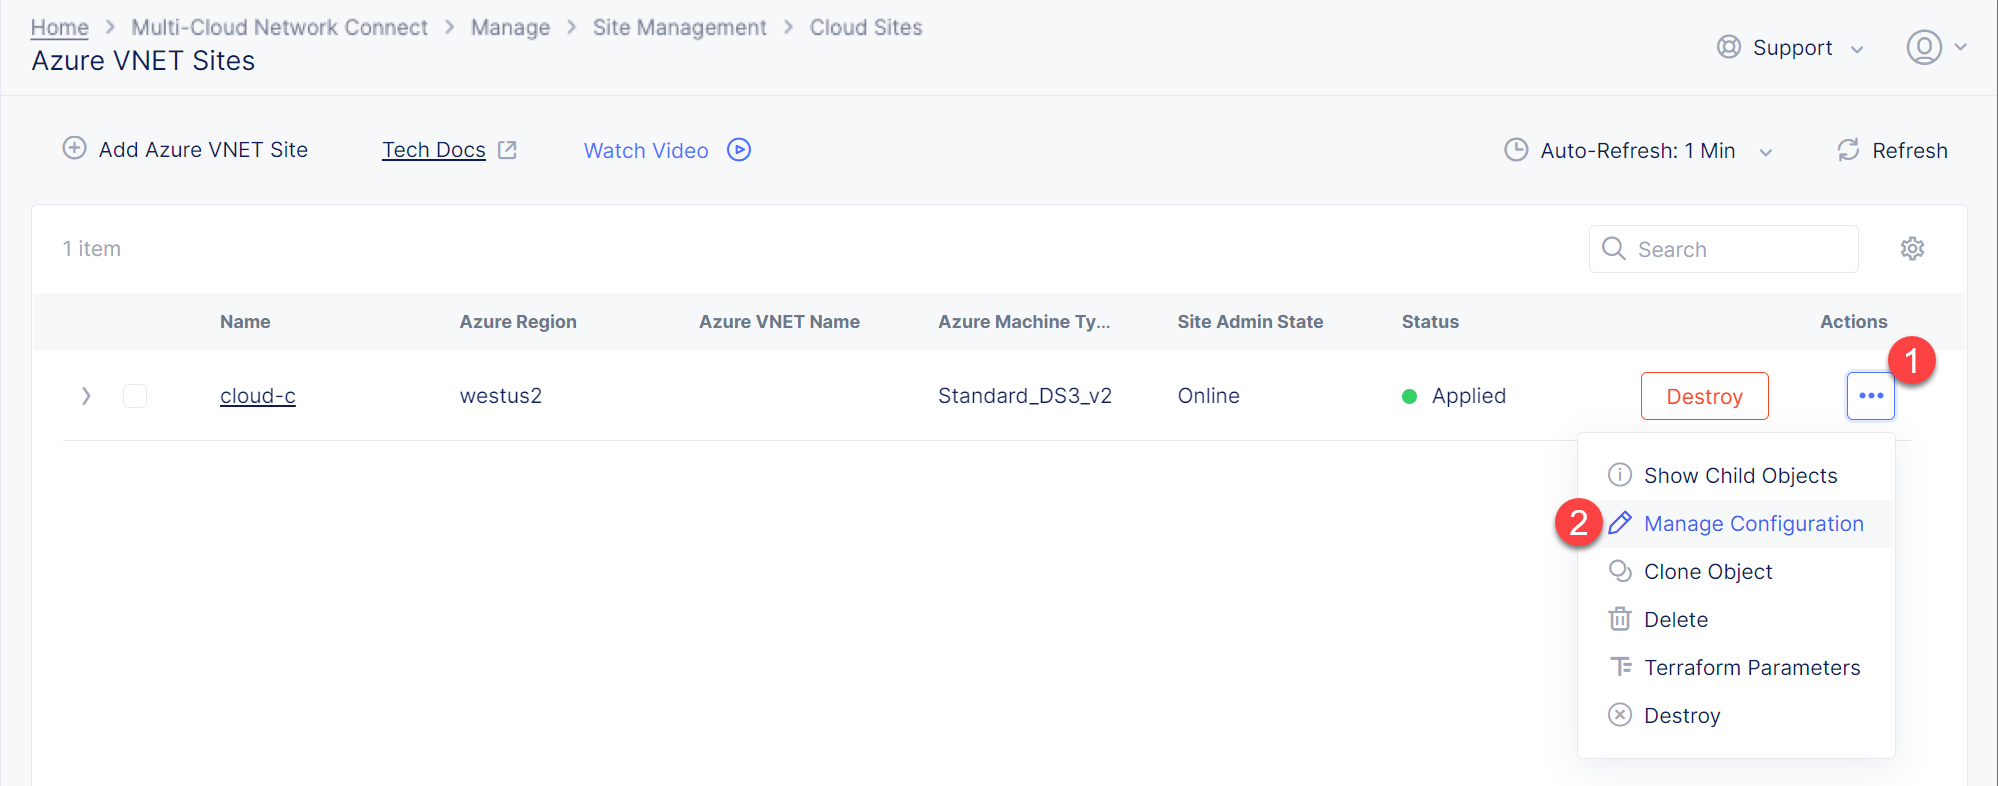 Home > Multi-Cloud Network Connect > Manage > Site Management > Cloud Sites
Azure VNET Sites
Support
Add Azure VNET Site Tech Docs Watch Video Auto-Refresh: 1 Min Refresh
1 item Search
Name Azure Region Azure VNET Name Azure Machine Ty... Site Admin State Status Actions
1
cloud-c westus2 Standard_DS3_v2 Online Applied Destroy
Show Child Objects
2 Manage Configuration
Clone Object
Delete
Terraform Parameters
Destroy